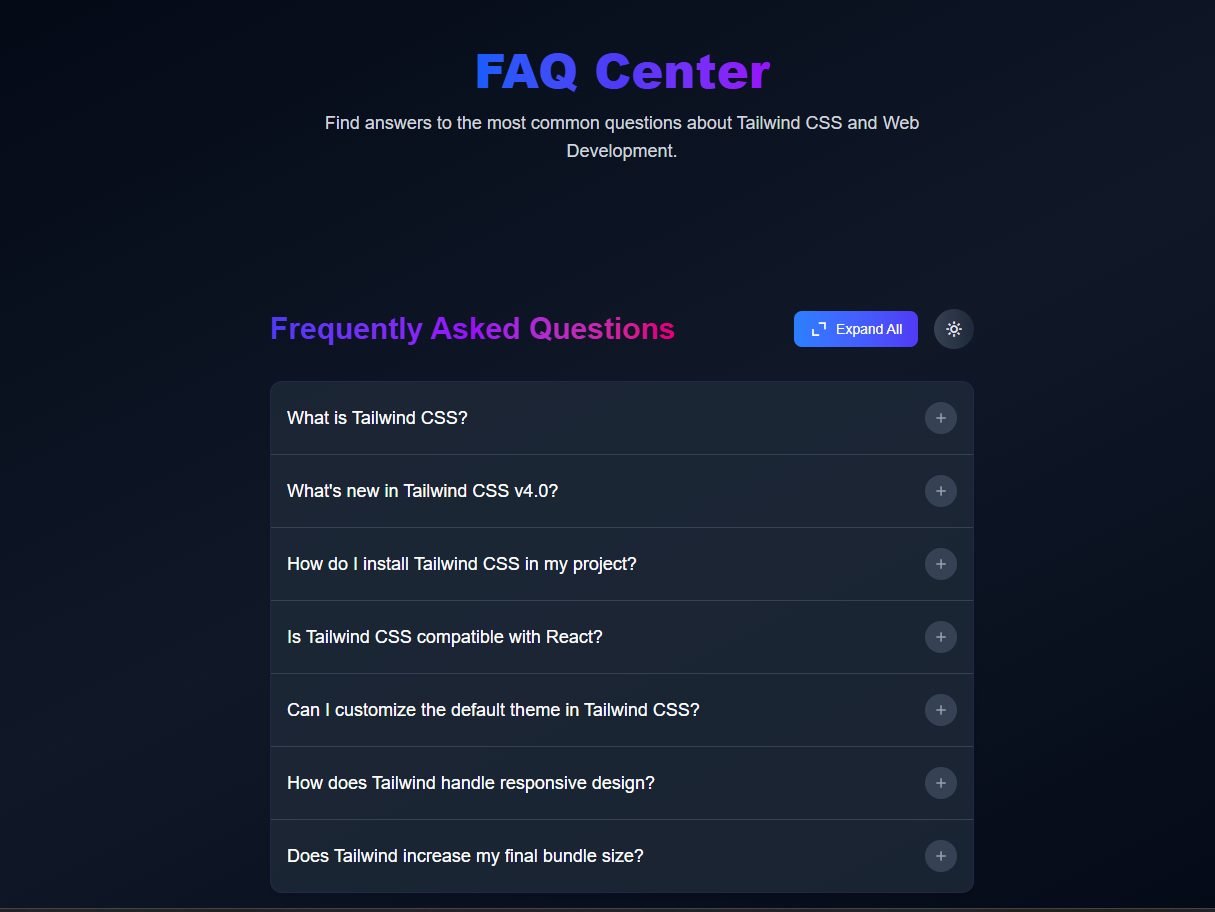 FAQ Center
Find answers to the most common questions about Tailwind CSS and Web
Development.
Frequently Asked Questions
Expand All
What is Tailwind CSS?
What's new in Tailwind CSS v4.0?
How do I install Tailwind CSS in my project?
Is Tailwind CSS compatible with React?
Can I customize the default theme in Tailwind CSS?
How does Tailwind handle responsive design?
Does Tailwind increase my final bundle size?